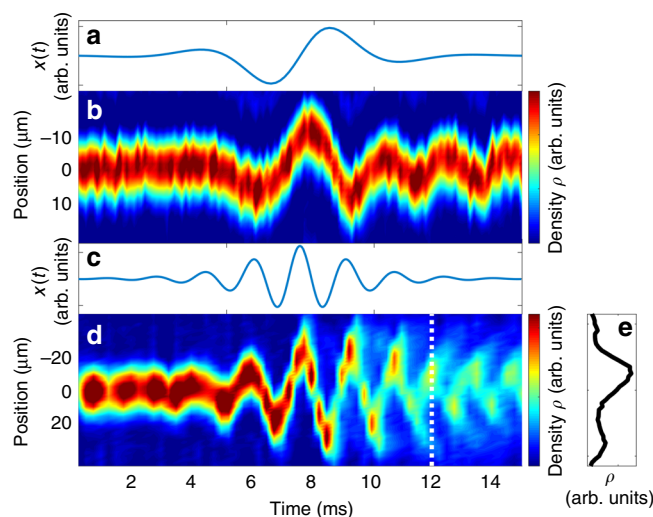 a
x(t)
(arb. units)
b
Position (μm)
−10
0
10
Density ρ (arb. units)
c
x(t)
(arb. units)
d
Position (μm)
−20
0
20
Density ρ (arb. units)
e
ρ
(arb. units)
2 4 6 8 10 12 14
Time (ms)